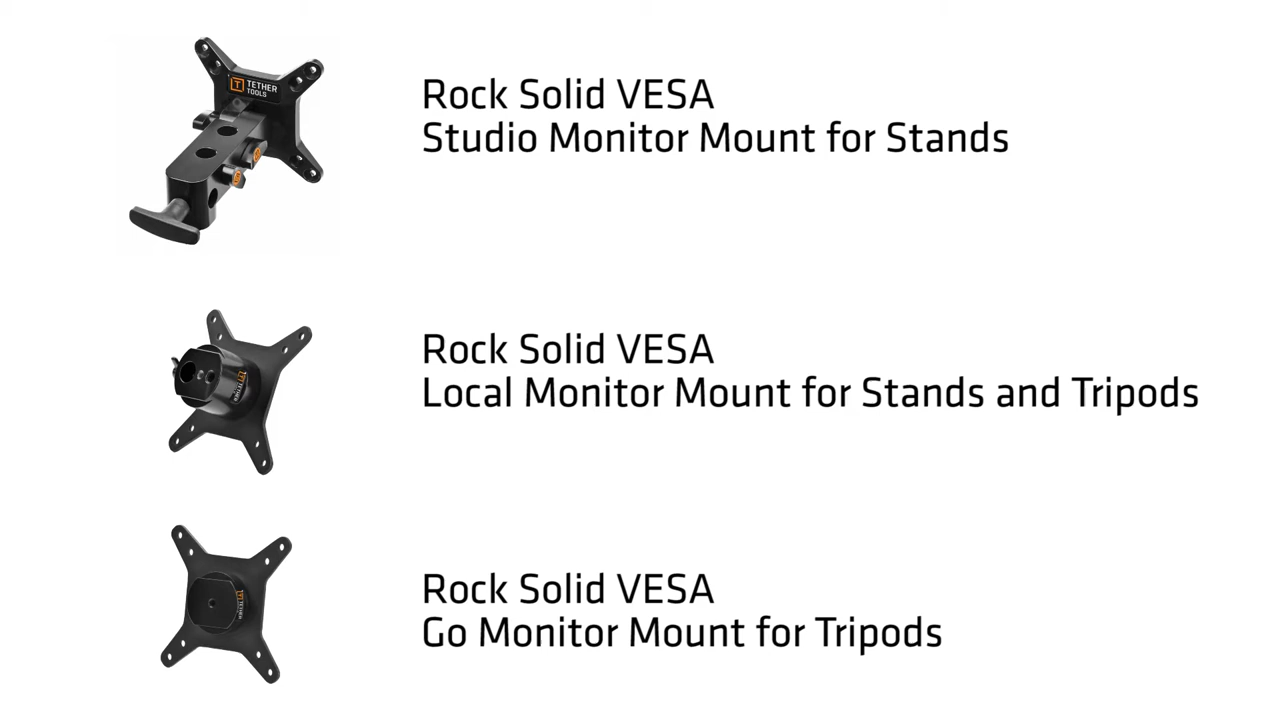 TETHER
TOOLS
Rock Solid VESA
Studio Monitor Mount for Stands
Rock Solid VESA
Local Monitor Mount for Stands and Tripods
Rock Solid VESA
Go Monitor Mount for Tripods